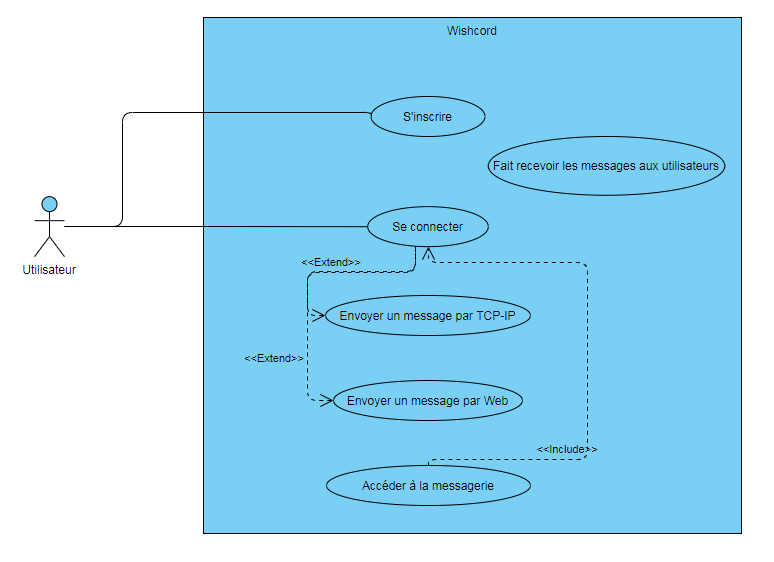 Wishcord
S'inscrire
Fait recevoir les messages aux utilisateurs
Se connecter
Utilisateur
<<Extend>>
Envoyer un message par TCP-IP
<<Extend>>
Envoyer un message par Web
<<Include>>
Accéder à la messagerie